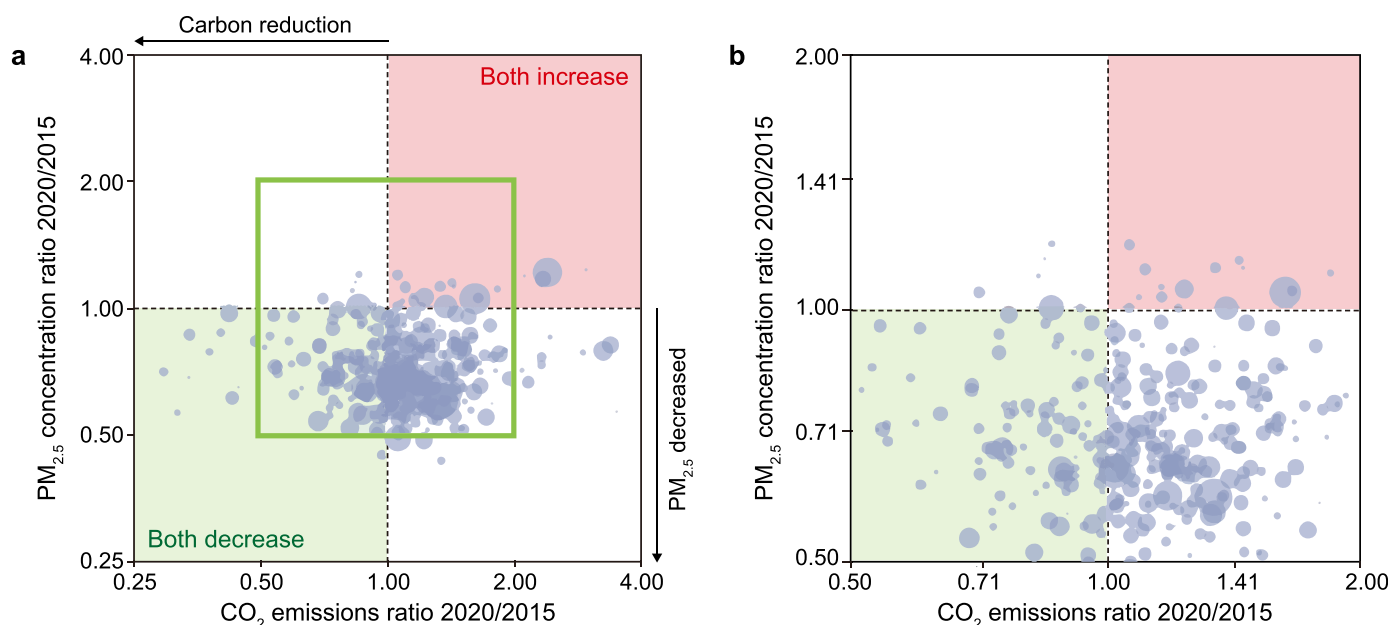 Carbon reduction
a
4.00
2.00
1.00
0.50
0.25
PM2.5 concentration ratio 2020/2015
Both increase
Both decrease
PM2.5 decreased
0.25 0.50 1.00 2.00 4.00
CO2 emissions ratio 2020/2015
b
2.00
1.41
1.00
0.71
0.50
PM2.5 concentration ratio 2020/2015
0.50 0.71 1.00 1.41 2.00
CO2 emissions ratio 2020/2015